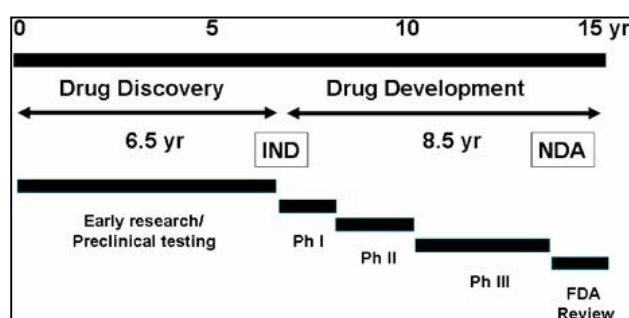 0 5 10 15 yr
Drug Discovery Drug Development
6.5 yr IND 8.5 yr NDA
Early research/
Preclinical testing
Ph I
Ph II
Ph III
FDA
Review